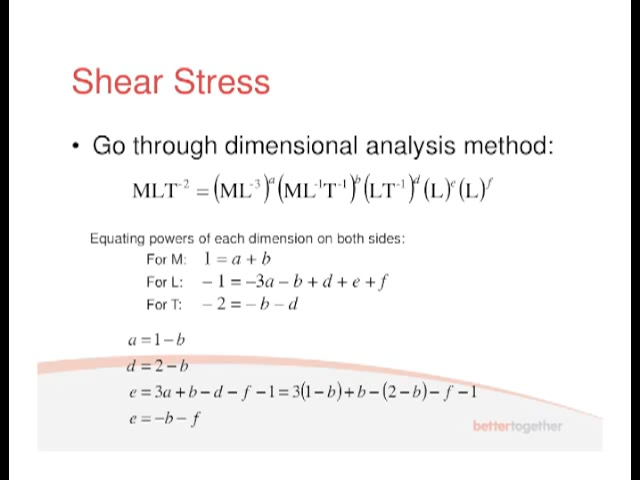 Shear Stress
• Go through dimensional analysis method:
MLT⁻² = (ML⁻³)ᵃ(ML⁻¹T⁻¹)ᵇ(LT⁻¹)ᵈ(L)ᵉ(L)ᶠ
Equating powers of each dimension on both sides:
For M: 1 = a + b
For L: − 1 = −3a − b + d + e + f
For T: − 2 = − b − d
a = 1 − b
d = 2 − b
e = 3a + b − d − f − 1 = 3(1 − b) + b − (2 − b) − f − 1
e = −b − f
bettertogether